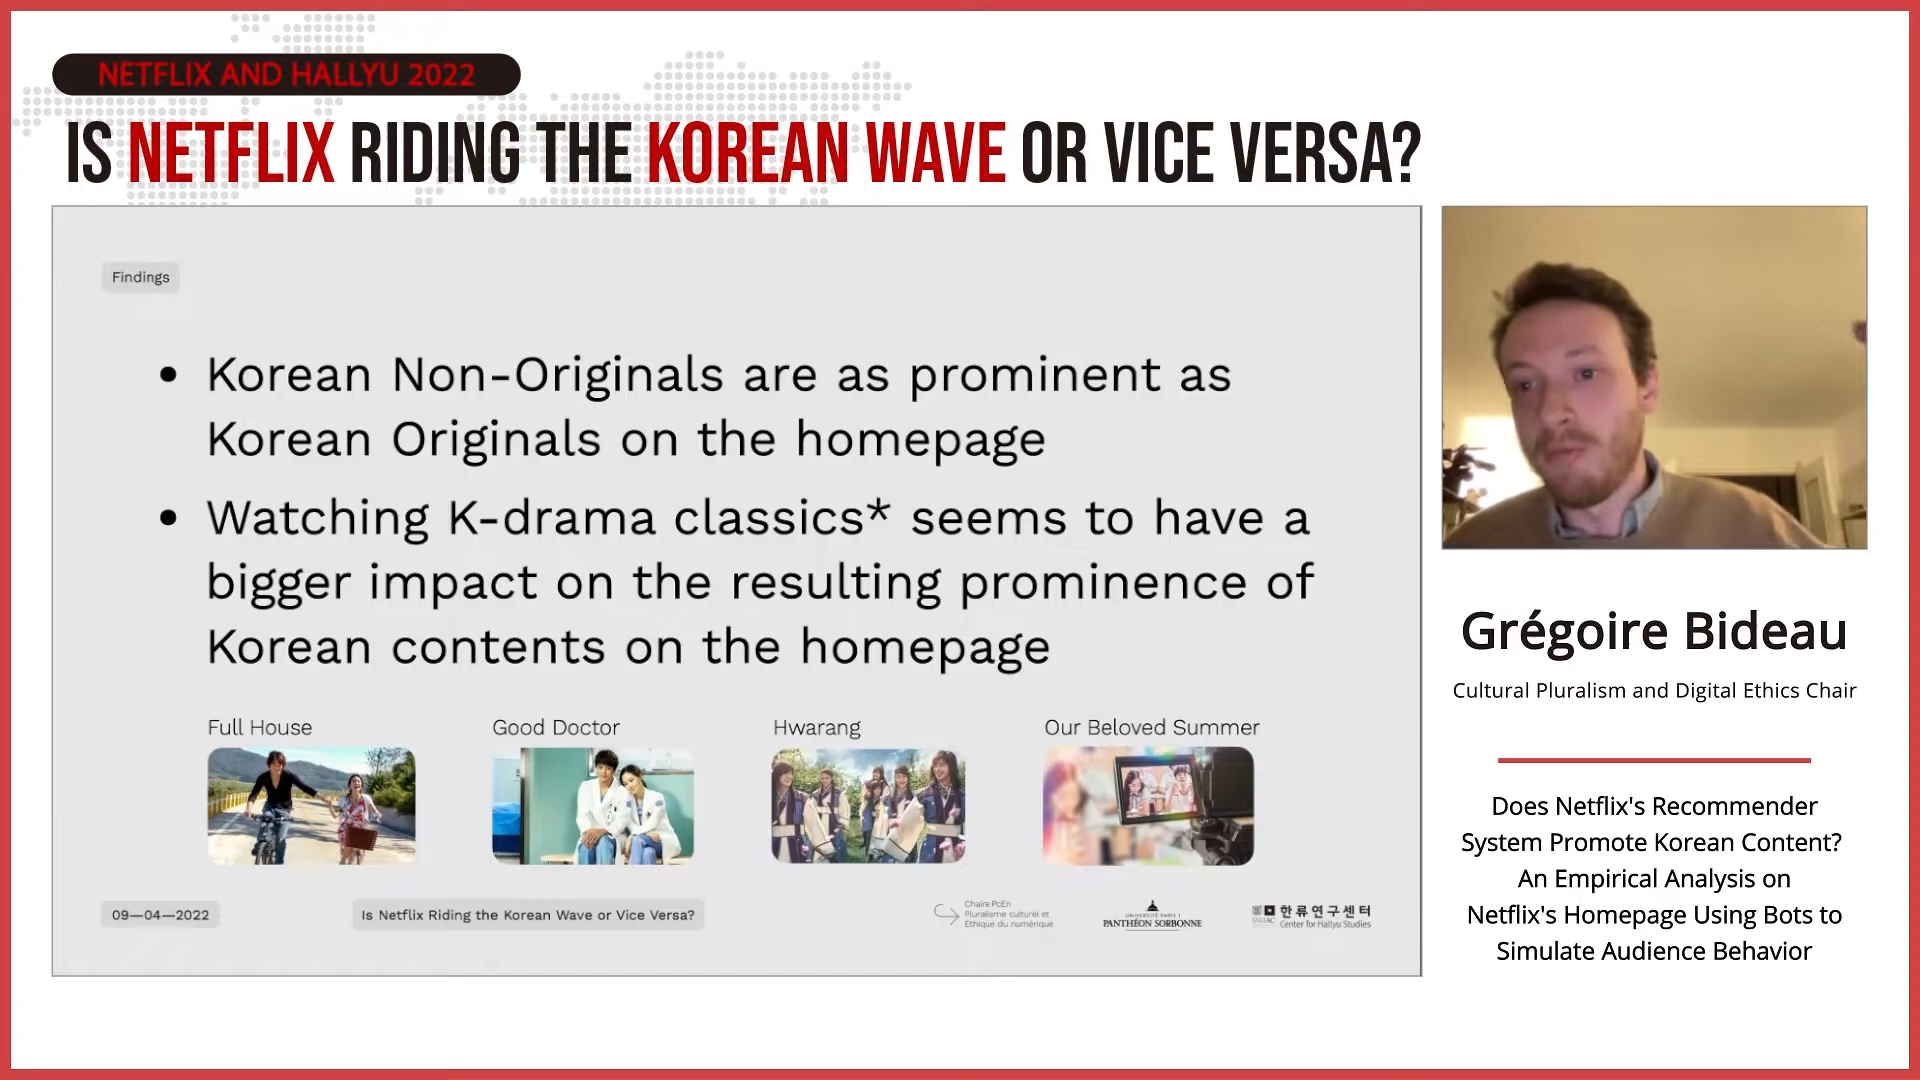 NETFLIX AND HALLYU 2022
IS NETFLIX RIDING THE KOREAN WAVE OR VICE VERSA?
Findings
• Korean Non-Originals are as prominent as
Korean Originals on the homepage
• Watching K-drama classics* seems to have a
bigger impact on the resulting prominence of
Korean contents on the homepage
Full House
Good Doctor
Hwarang
Our Beloved Summer
09—04—2022
Is Netflix Riding the Korean Wave or Vice Versa?
Chaire PcEn
Pluralisme culturel et
Éthique du numérique
UNIVERSITÉ PARIS 1
PANTHÉON SORBONNE
한류연구센터
Center for Hallyu Studies
Grégoire Bideau
Cultural Pluralism and Digital Ethics Chair
Does Netflix's Recommender
System Promote Korean Content?
An Empirical Analysis on
Netflix's Homepage Using Bots to
Simulate Audience Behavior